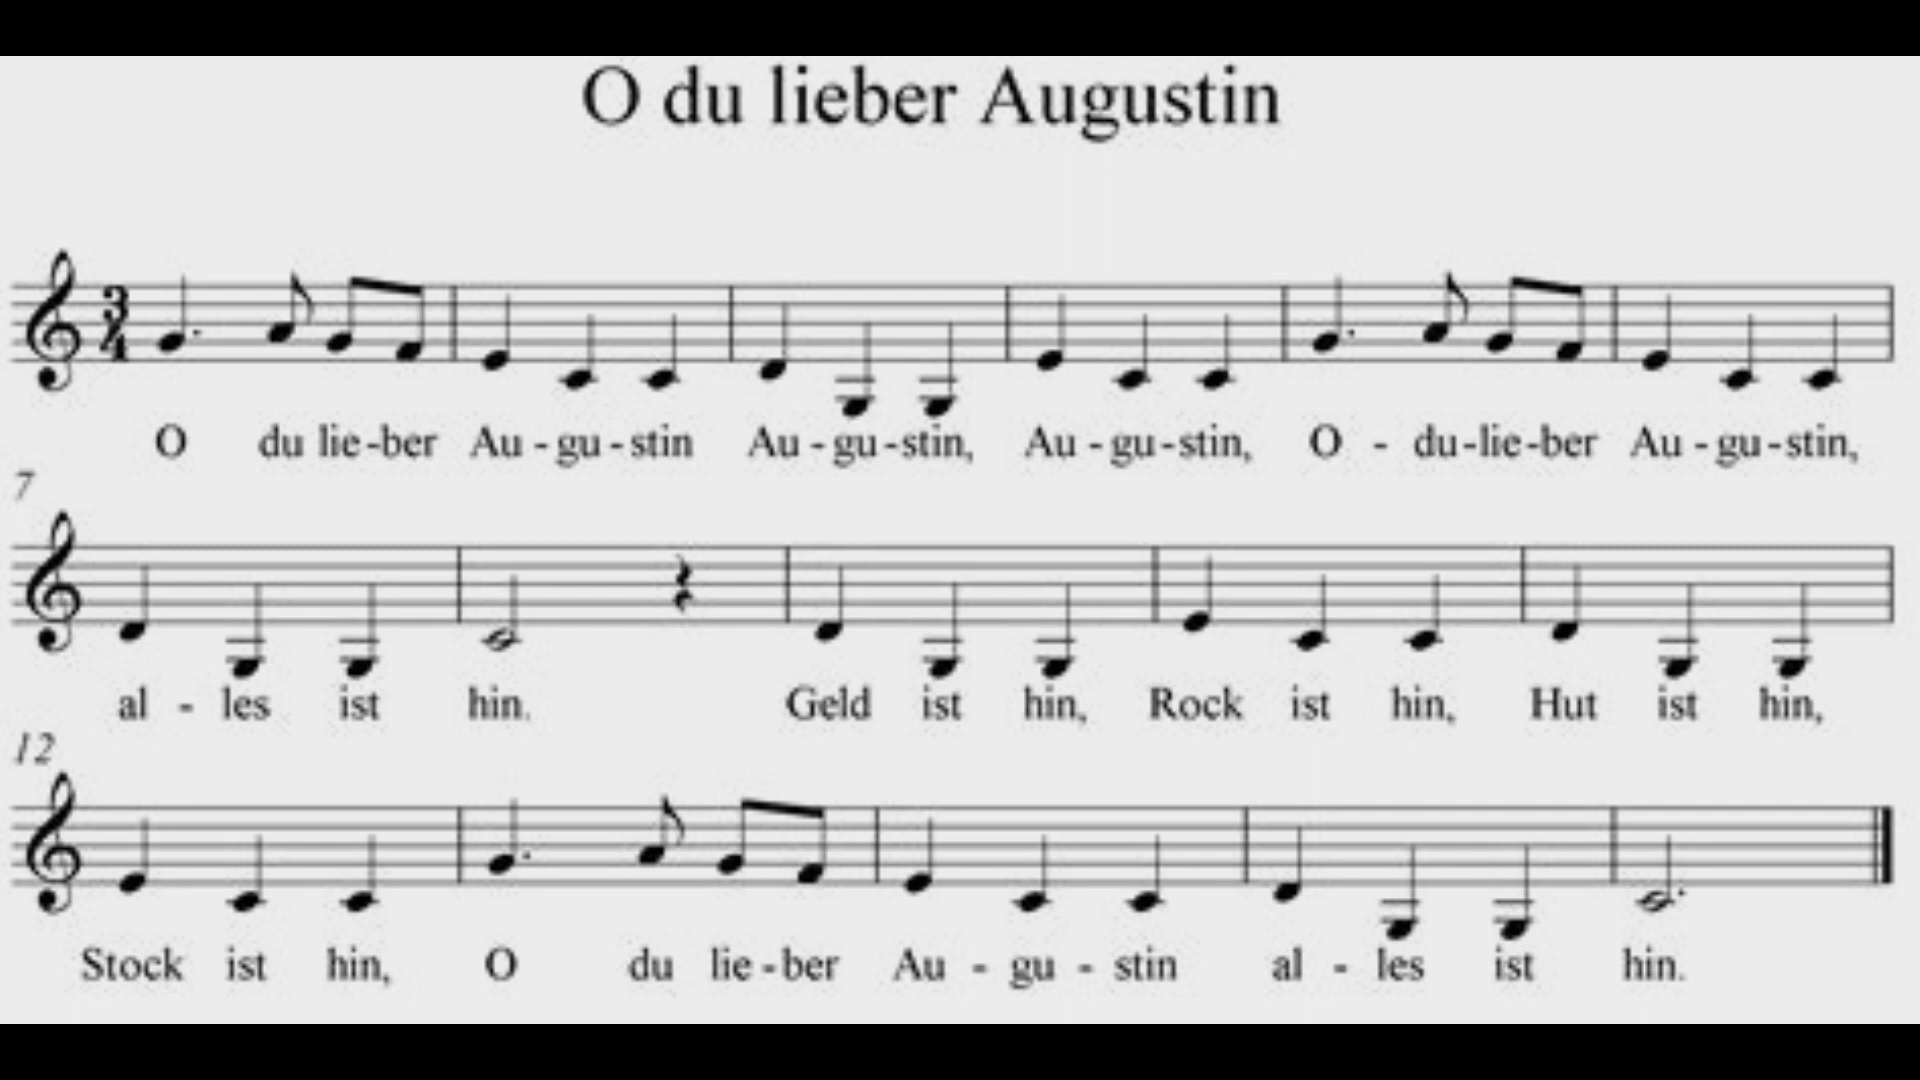 O du lieber Augustin
3
4
O du lie-ber Au-gu-stin Au-gu-stin, Au-gu-stin, O - du-lie-ber Au-gu-stin,
7
al - les ist hin. Geld ist hin, Rock ist hin, Hut ist hin,
12
Stock ist hin, O du lie-ber Au - gu - stin al - les ist hin.